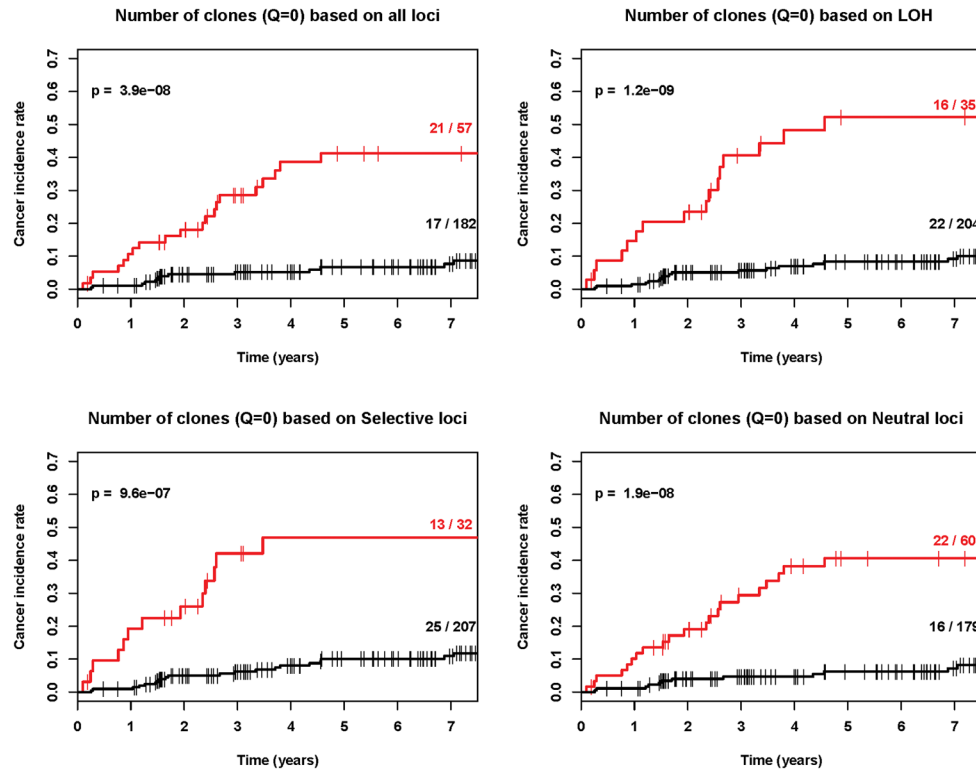 Number of clones (Q=0) based on all loci
Cancer incidence rate
0.7
0.6
0.5
0.4
0.3
0.2
0.1
0.0
p = 3.9e−08
21 / 57
17 / 182
0 1 2 3 4 5 6 7
Time (years)
Number of clones (Q=0) based on LOH
Cancer incidence rate
0.7
0.6
0.5
0.4
0.3
0.2
0.1
0.0
p = 1.2e−09
16 / 35
22 / 204
0 1 2 3 4 5 6 7
Time (years)
Number of clones (Q=0) based on Selective loci
Cancer incidence rate
0.7
0.6
0.5
0.4
0.3
0.2
0.1
0.0
p = 9.6e−07
13 / 32
25 / 207
0 1 2 3 4 5 6 7
Time (years)
Number of clones (Q=0) based on Neutral loci
Cancer incidence rate
0.7
0.6
0.5
0.4
0.3
0.2
0.1
0.0
p = 1.9e−08
22 / 60
16 / 179
0 1 2 3 4 5 6 7
Time (years)